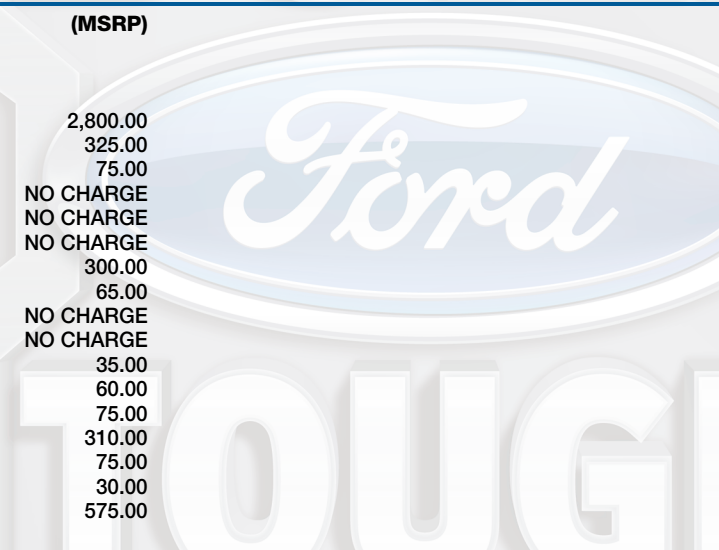 (MSRP)
2,800.00
325.00
75.00
NO CHARGE
NO CHARGE
NO CHARGE
300.00
65.00
NO CHARGE
NO CHARGE
35.00
60.00
75.00
310.00
75.00
30.00
575.00
Ford
TOUG